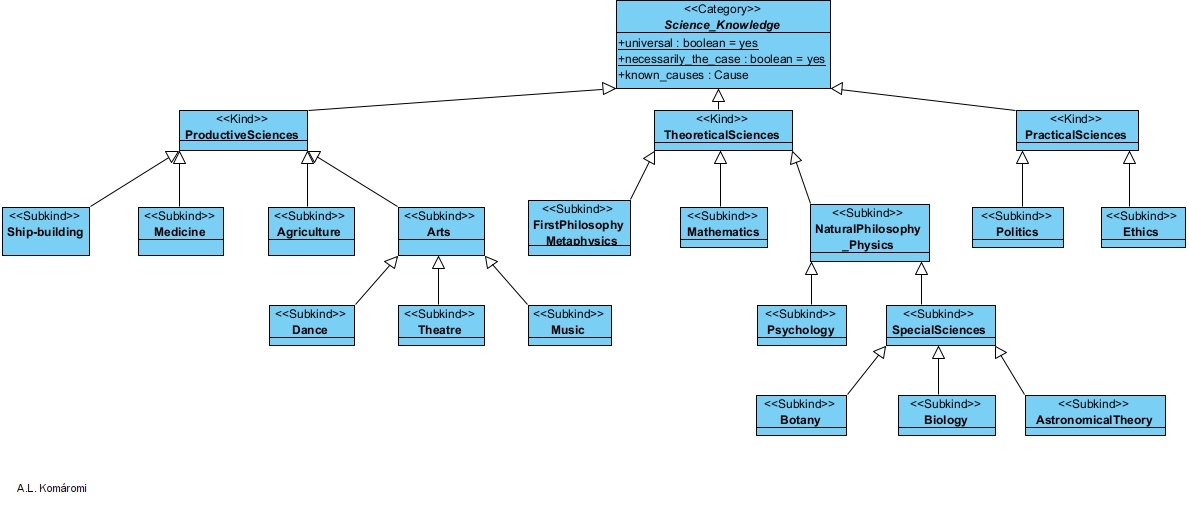 <<Category>>
Science_Knowledge
+universal : boolean = yes
+necessarily_the_case : boolean = yes
+known_causes : Cause
<<Kind>>
ProductiveSciences
<<Kind>>
TheoreticalSciences
<<Kind>>
PracticalSciences
<<Subkind>>
Ship-building
<<Subkind>>
Medicine
<<Subkind>>
Agriculture
<<Subkind>>
Arts
<<Subkind>>
FirstPhilosophy
_Metaphysics
<<Subkind>>
Mathematics
<<Subkind>>
NaturalPhilosophy
_Physics
<<Subkind>>
Politics
<<Subkind>>
Ethics
<<Subkind>>
Dance
<<Subkind>>
Theatre
<<Subkind>>
Music
<<Subkind>>
Psychology
<<Subkind>>
SpecialSciences
<<Subkind>>
Botany
<<Subkind>>
Biology
<<Subkind>>
AstronomicalTheory
A.L. Komáromi